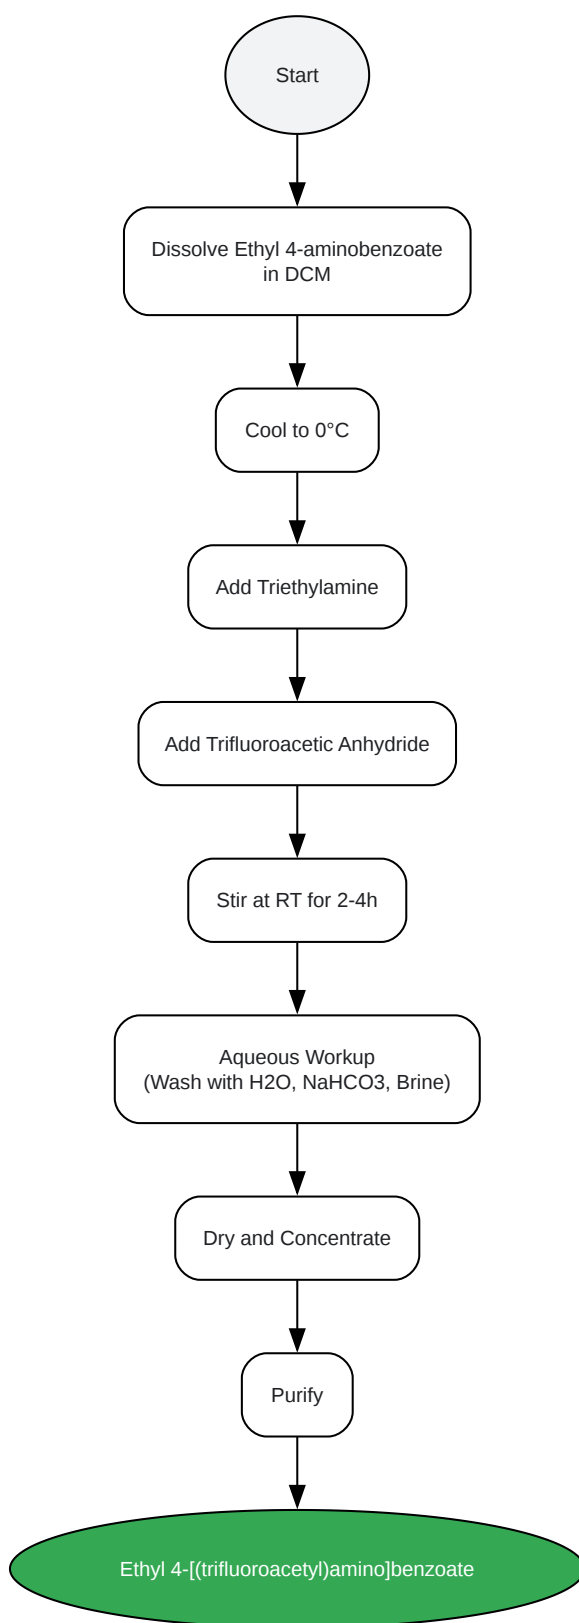 Start
Dissolve Ethyl 4-aminobenzoate
in DCM
Cool to 0°C
Add Triethylamine
Add Trifluoroacetic Anhydride
Stir at RT for 2-4h
Aqueous Workup
(Wash with H2O, NaHCO3, Brine)
Dry and Concentrate
Purify
Ethyl 4-[(trifluoroacetyl)amino]benzoate